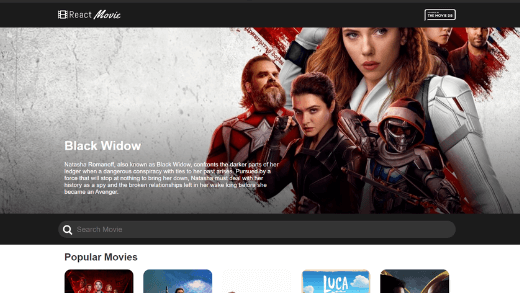 React Movie
THE MOVIE DB
Black Widow
Natasha Romanoff, also known as Black Widow, confronts the darker parts of her
ledger when a dangerous conspiracy with ties to her past arises. Pursued by a
force that will stop at nothing to bring her down, Natasha must deal with her
history as a spy and the broken relationships left in her wake long before she
became an Avenger.
Search Movie
Popular Movies
LUCA